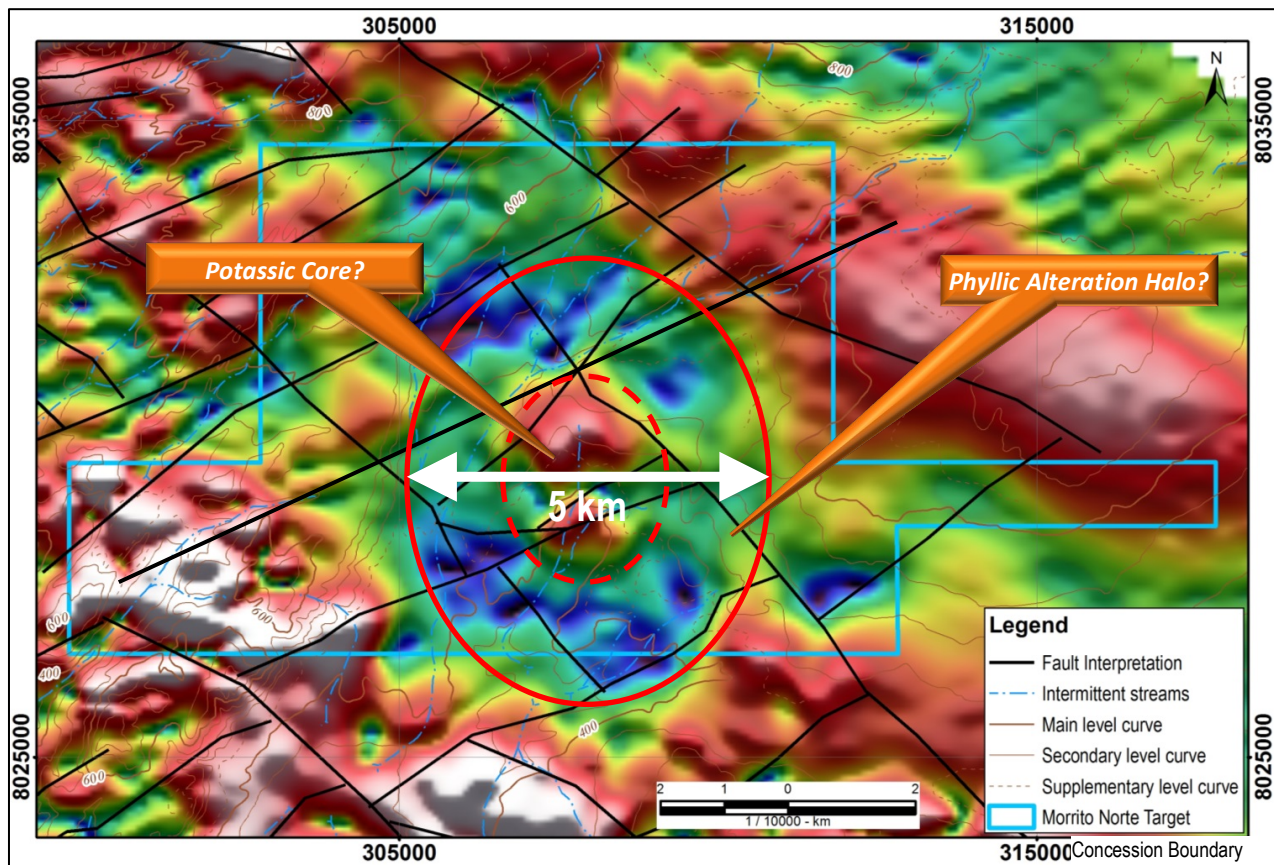 305000
315000
N
800
800
8035000
8035000
600
Potassic Core?
Phyllic Alteration Halo?
5 km
600
600
400
400
600
8025000
8025000
Legend
Fault Interpretation
Intermittent streams
Main level curve
Secondary level curve
Supplementary level curve
Morrito Norte Target
Concession Boundary
2 1 0 2
1 / 10000 - km
305000
315000